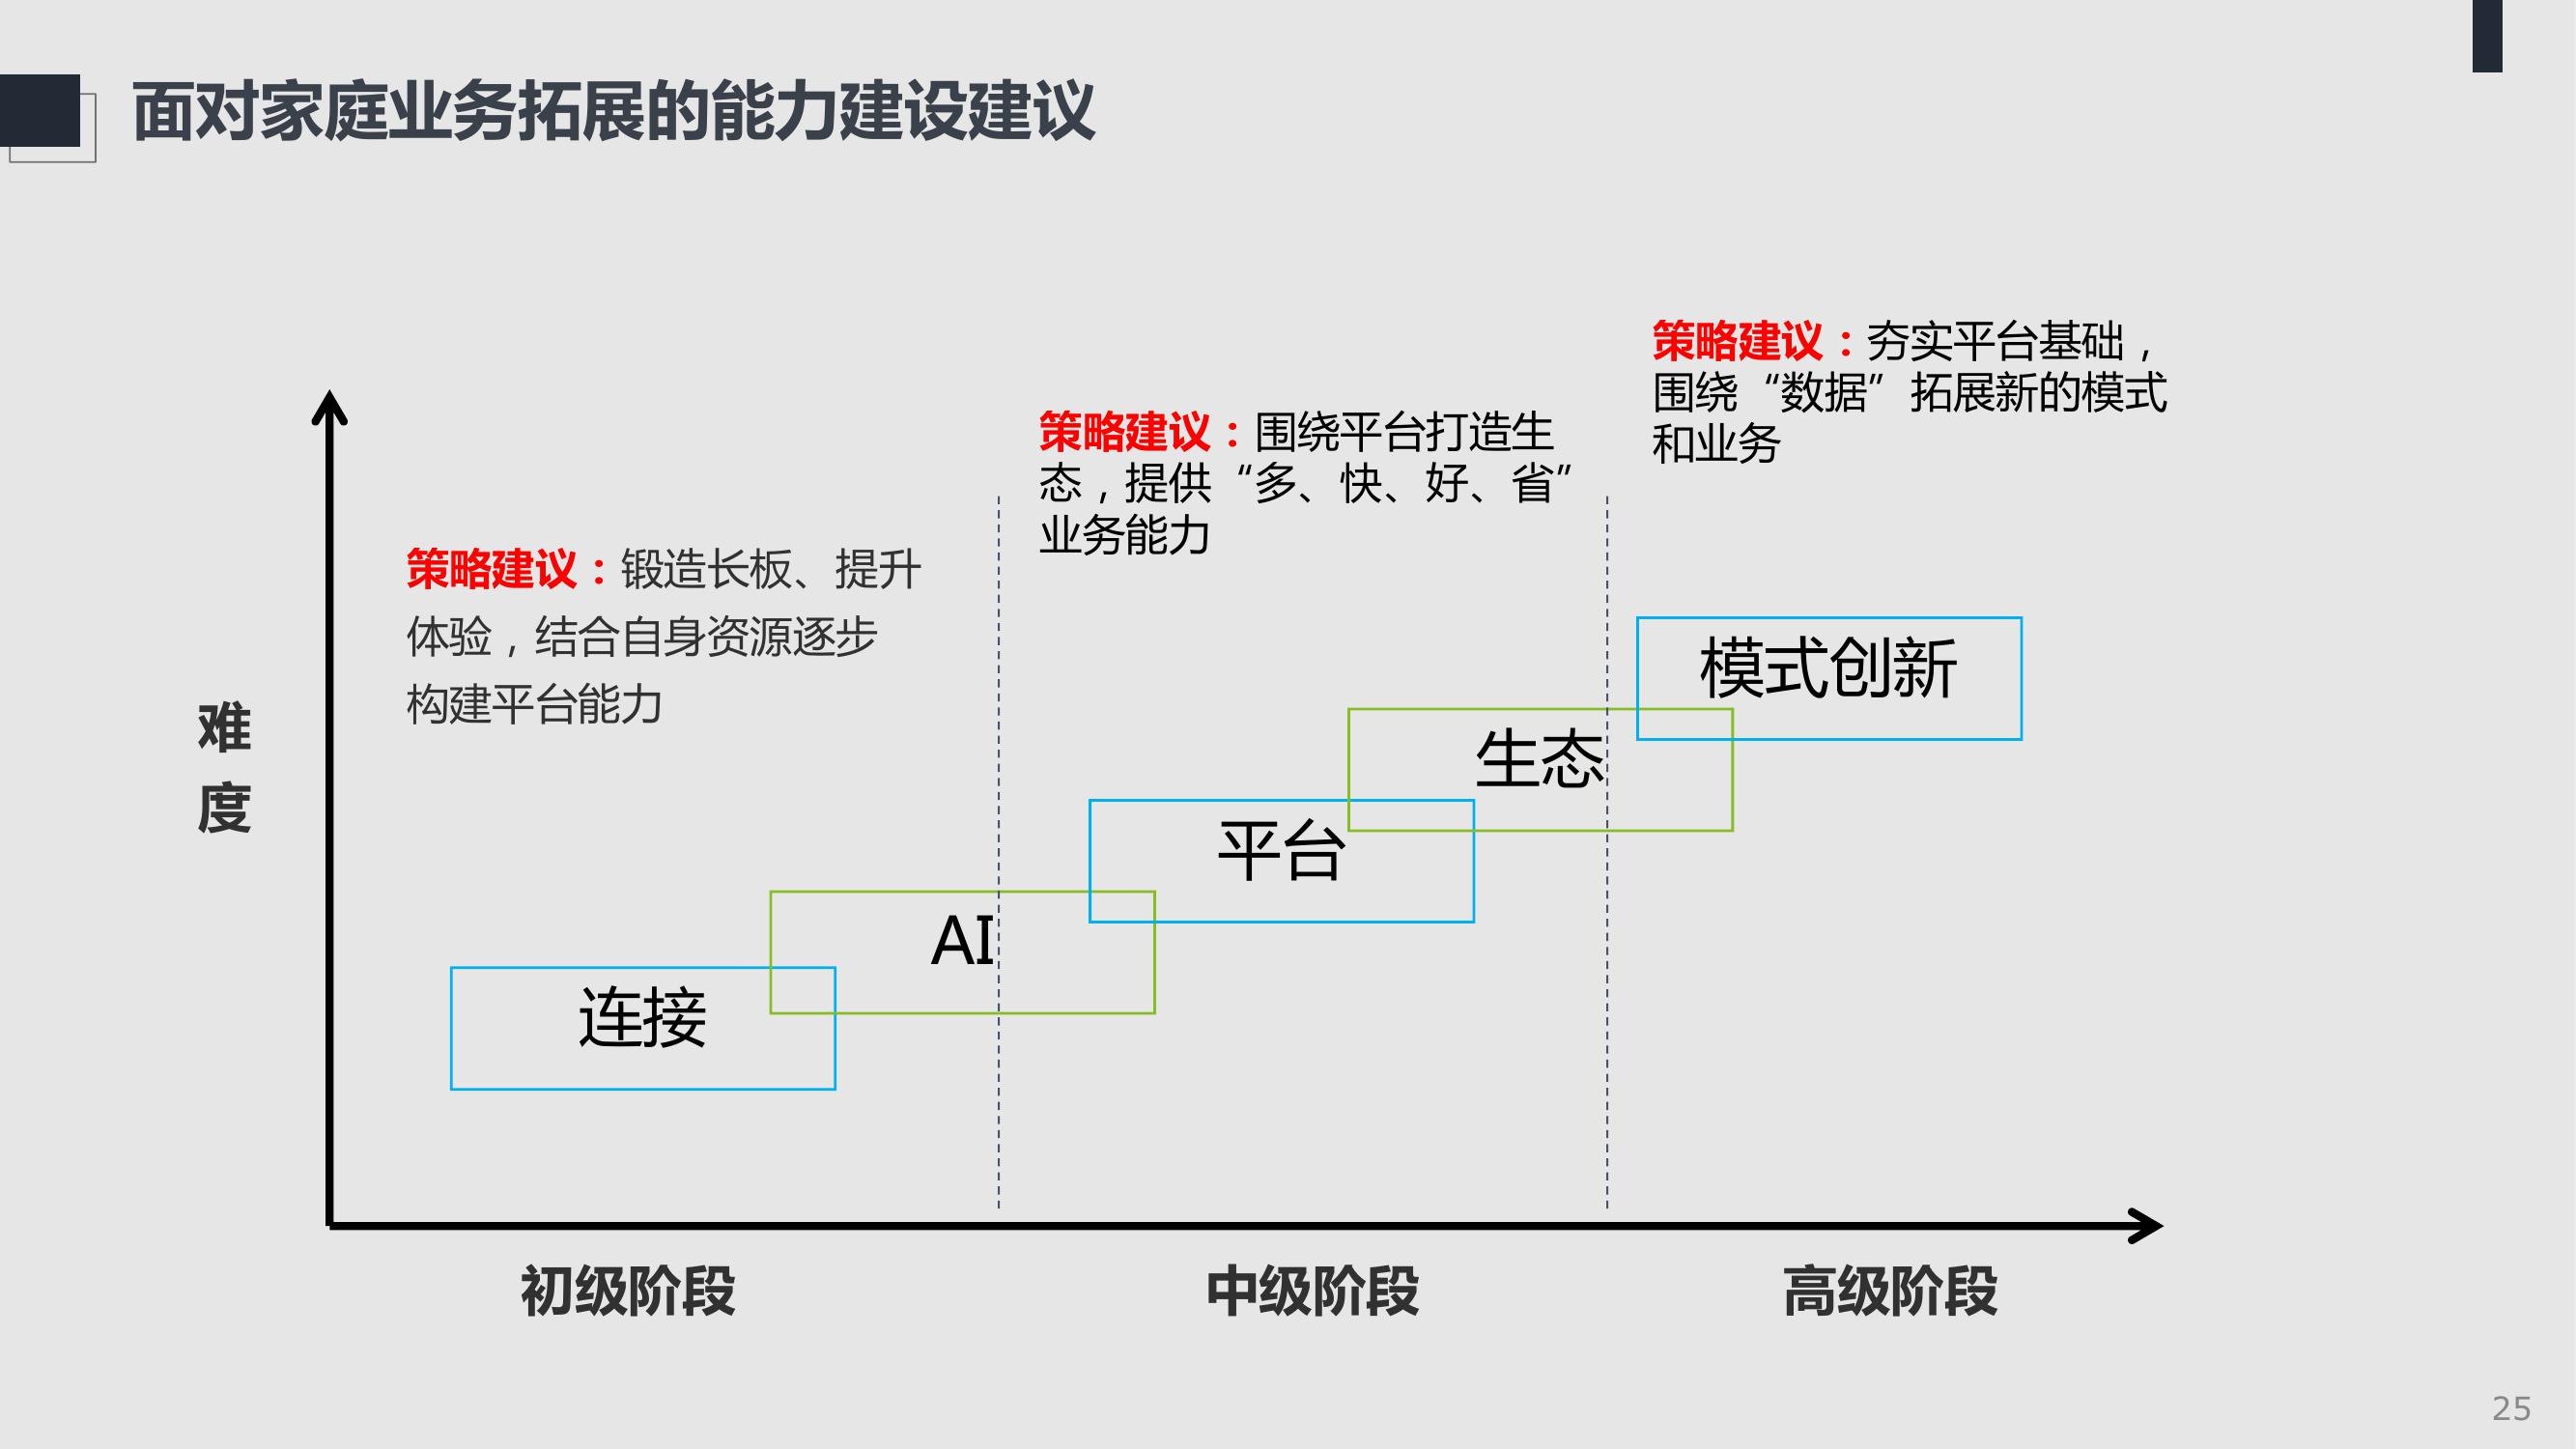 面对家庭业务拓展的能力建设建议
策略建议：夯实平台基础，
围绕“数据”拓展新的模式
和业务
策略建议：围绕平台打造生
态，提供“多、快、好、省”
业务能力
策略建议：锻造长板、提升
体验，结合自身资源逐步
构建平台能力
难
度
模式创新
生态
平台
AI
连接
初级阶段
中级阶段
高级阶段
25